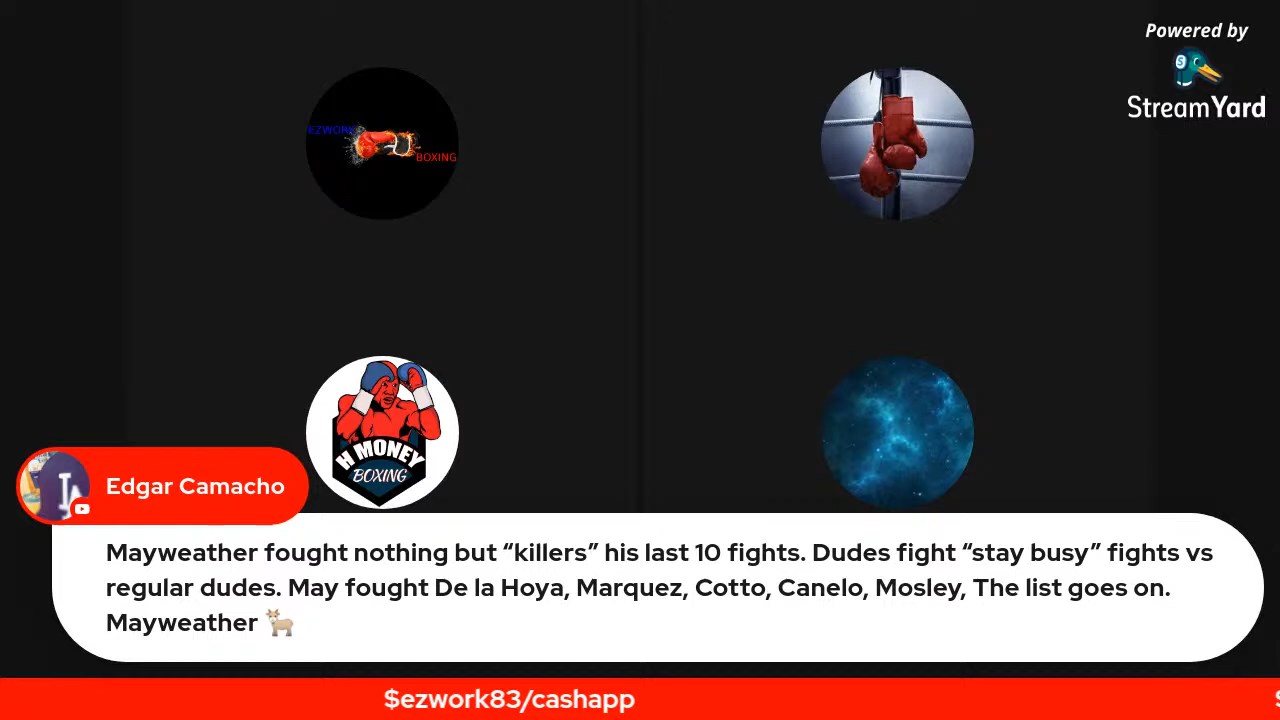 Powered by
StreamYard
EZWORK
BOXING
H MONEY
BOXING
Edgar Camacho
Mayweather fought nothing but “killers” his last 10 fights. Dudes fight “stay busy” fights vs
regular dudes. May fought De la Hoya, Marquez, Cotto, Canelo, Mosley, The list goes on.
Mayweather 🐐
$ezwork83/cashapp